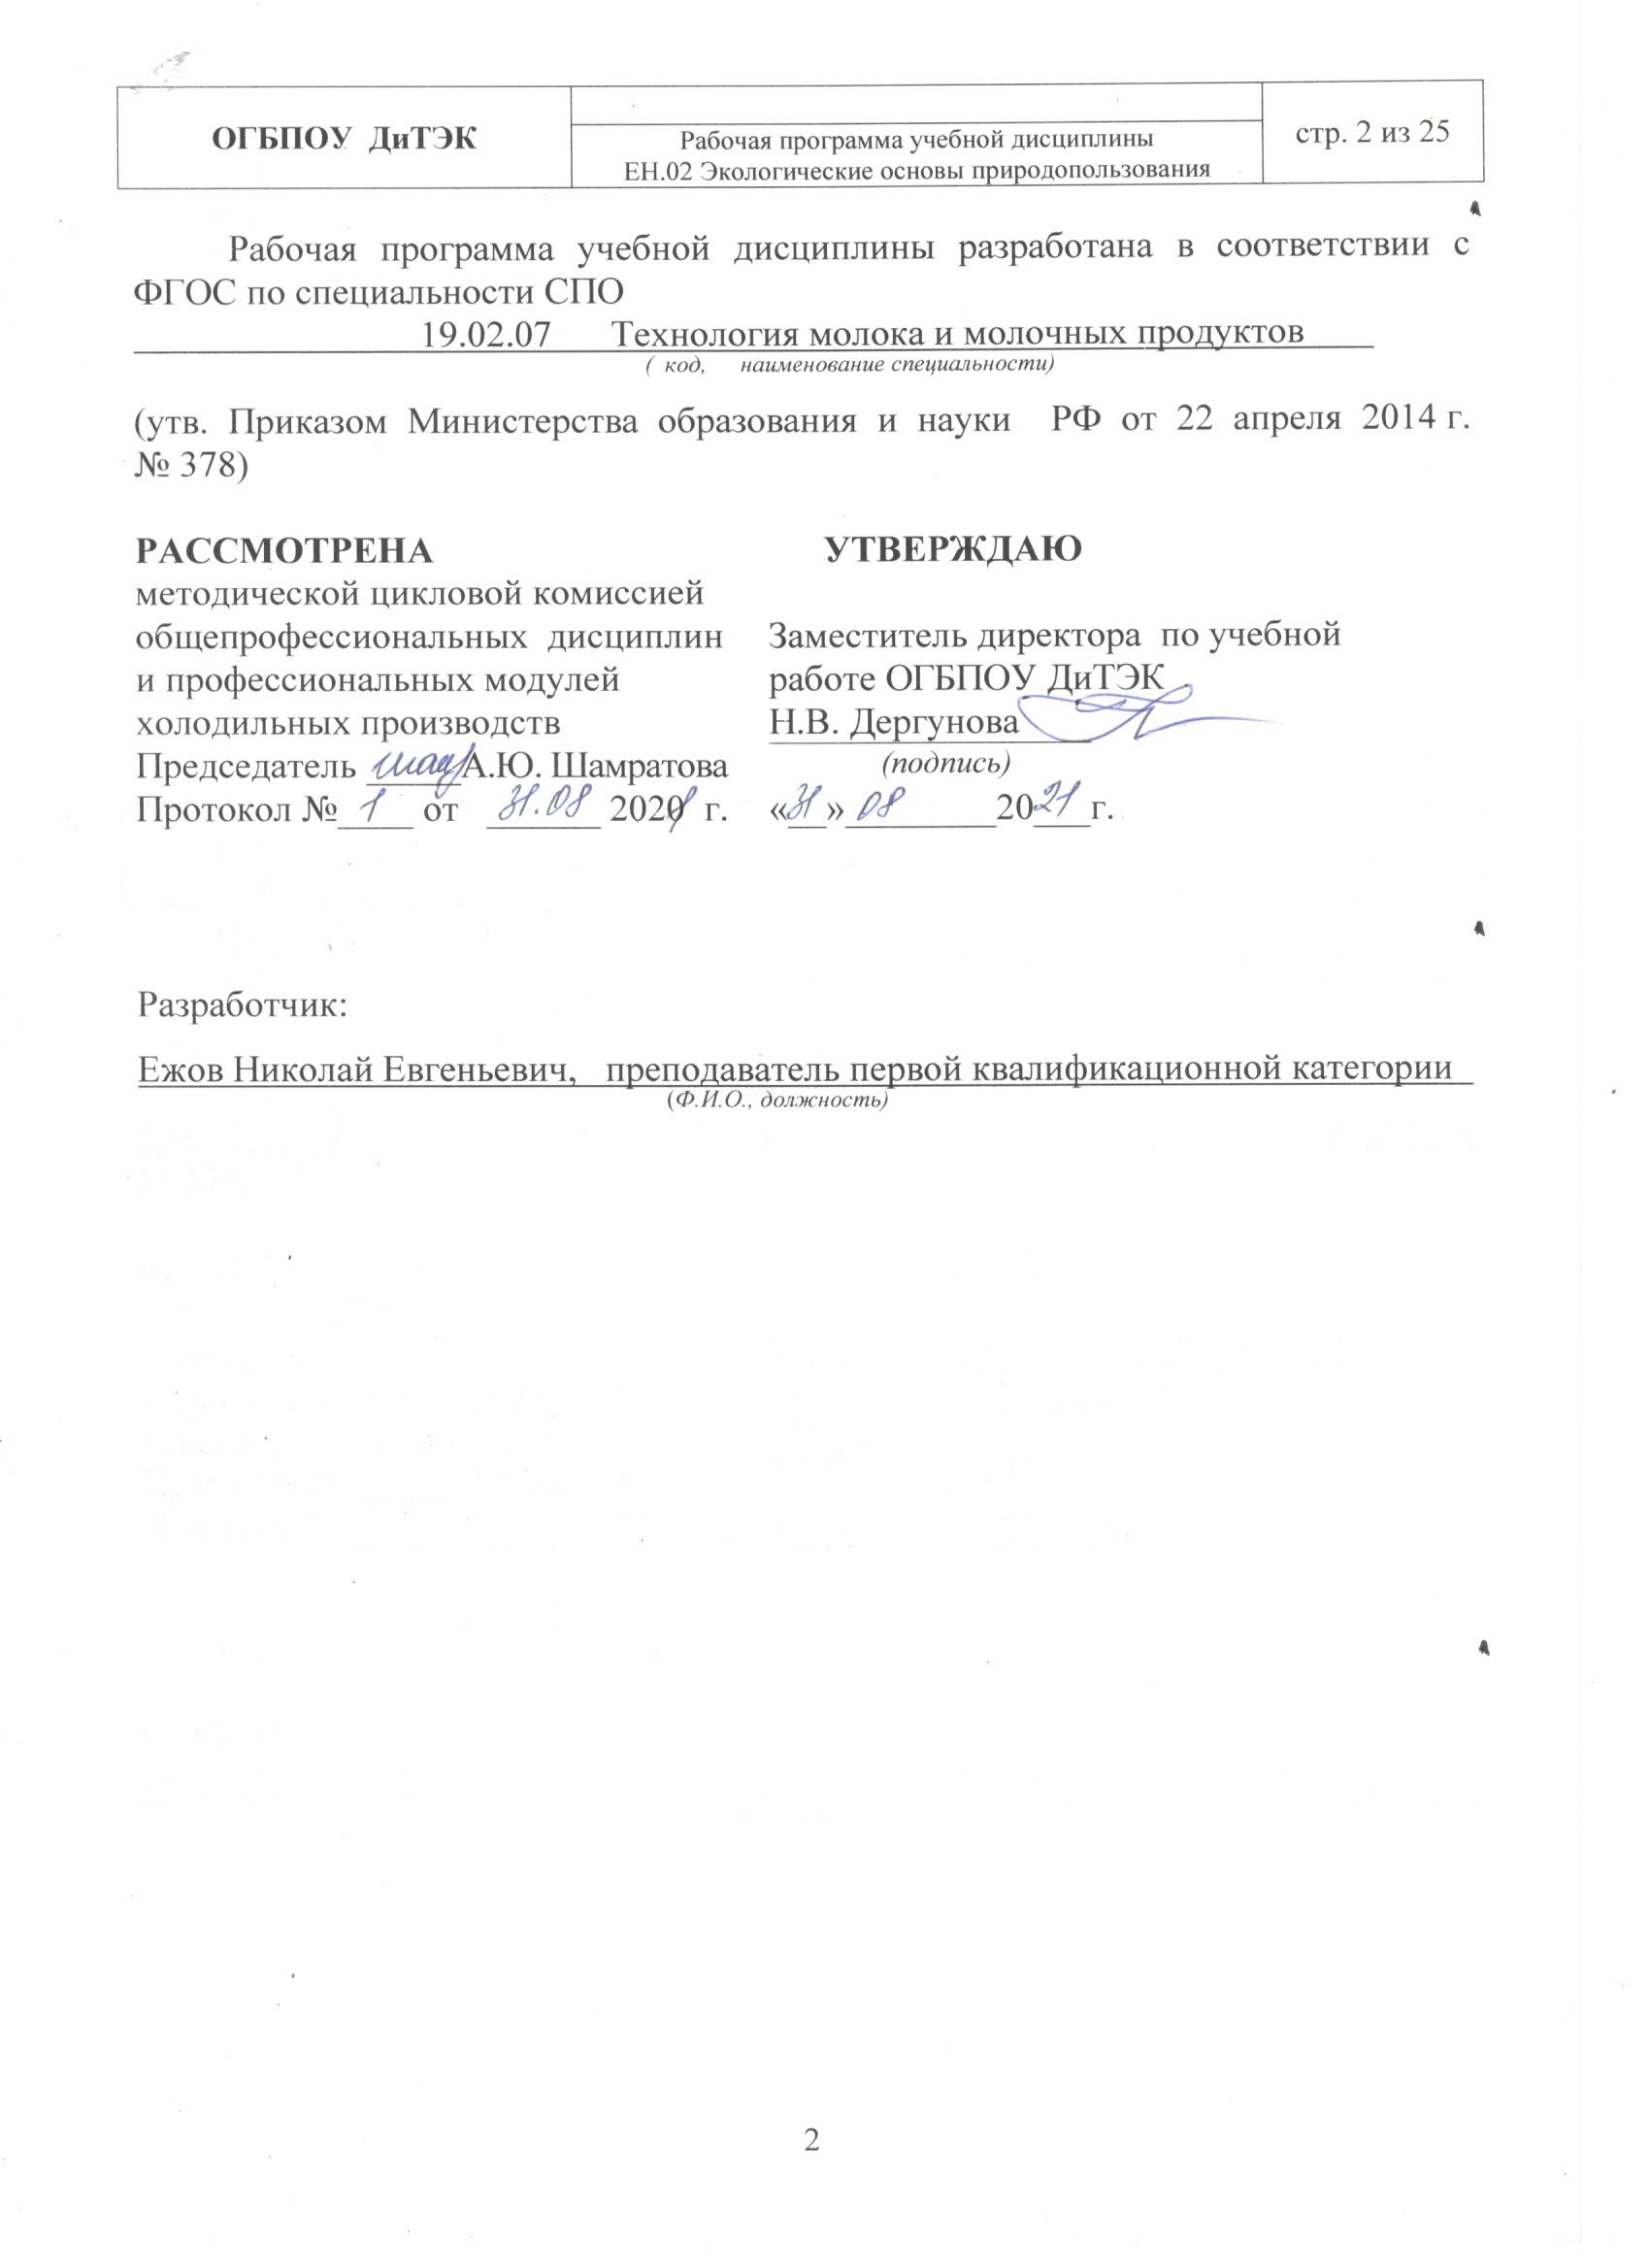 ОГБПОУ ДиТЭК
Рабочая программа учебной дисциплины
ЕН.02 Экологические основы природопользования
стр. 2 из 25
Рабочая программа учебной дисциплины разработана в соответствии с
ФГОС по специальности СПО
19.02.07 Технология молока и молочных продуктов
( код, наименование специальности)
(утв. Приказом Министерства образования и науки РФ от 22 апреля 2014 г.
№ 378)
РАССМОТРЕНА
методической цикловой комиссией
общепрофессиональных дисциплин
и профессиональных модулей
холодильных производств
Председатель А.Ю. Шамратова
Протокол № 1 от 31.08 2021 г.
УТВЕРЖДАЮ
Заместитель директора по учебной
работе ОГБПОУ ДиТЭК
Н.В. Дергунова
(подпись)
«31» 08 2021 г.
Разработчик:
Ежов Николай Евгеньевич, преподаватель первой квалификационной категории
(Ф.И.О., должность)
2